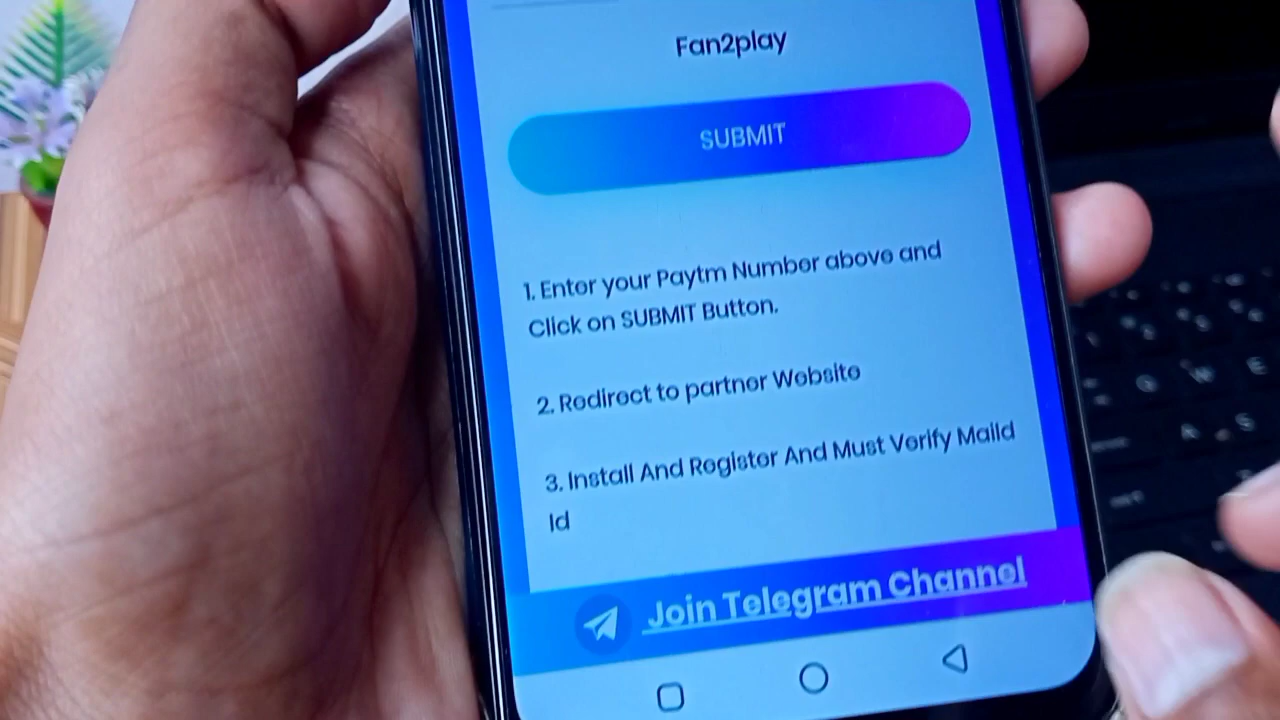 Fan2play
SUBMIT
1. Enter your Paytm Number above and
Click on SUBMIT Button.
2. Redirect to partner Website
3. Install And Register And Must Verify Maild
Id
Join Telegram Channel
Q W E
A S